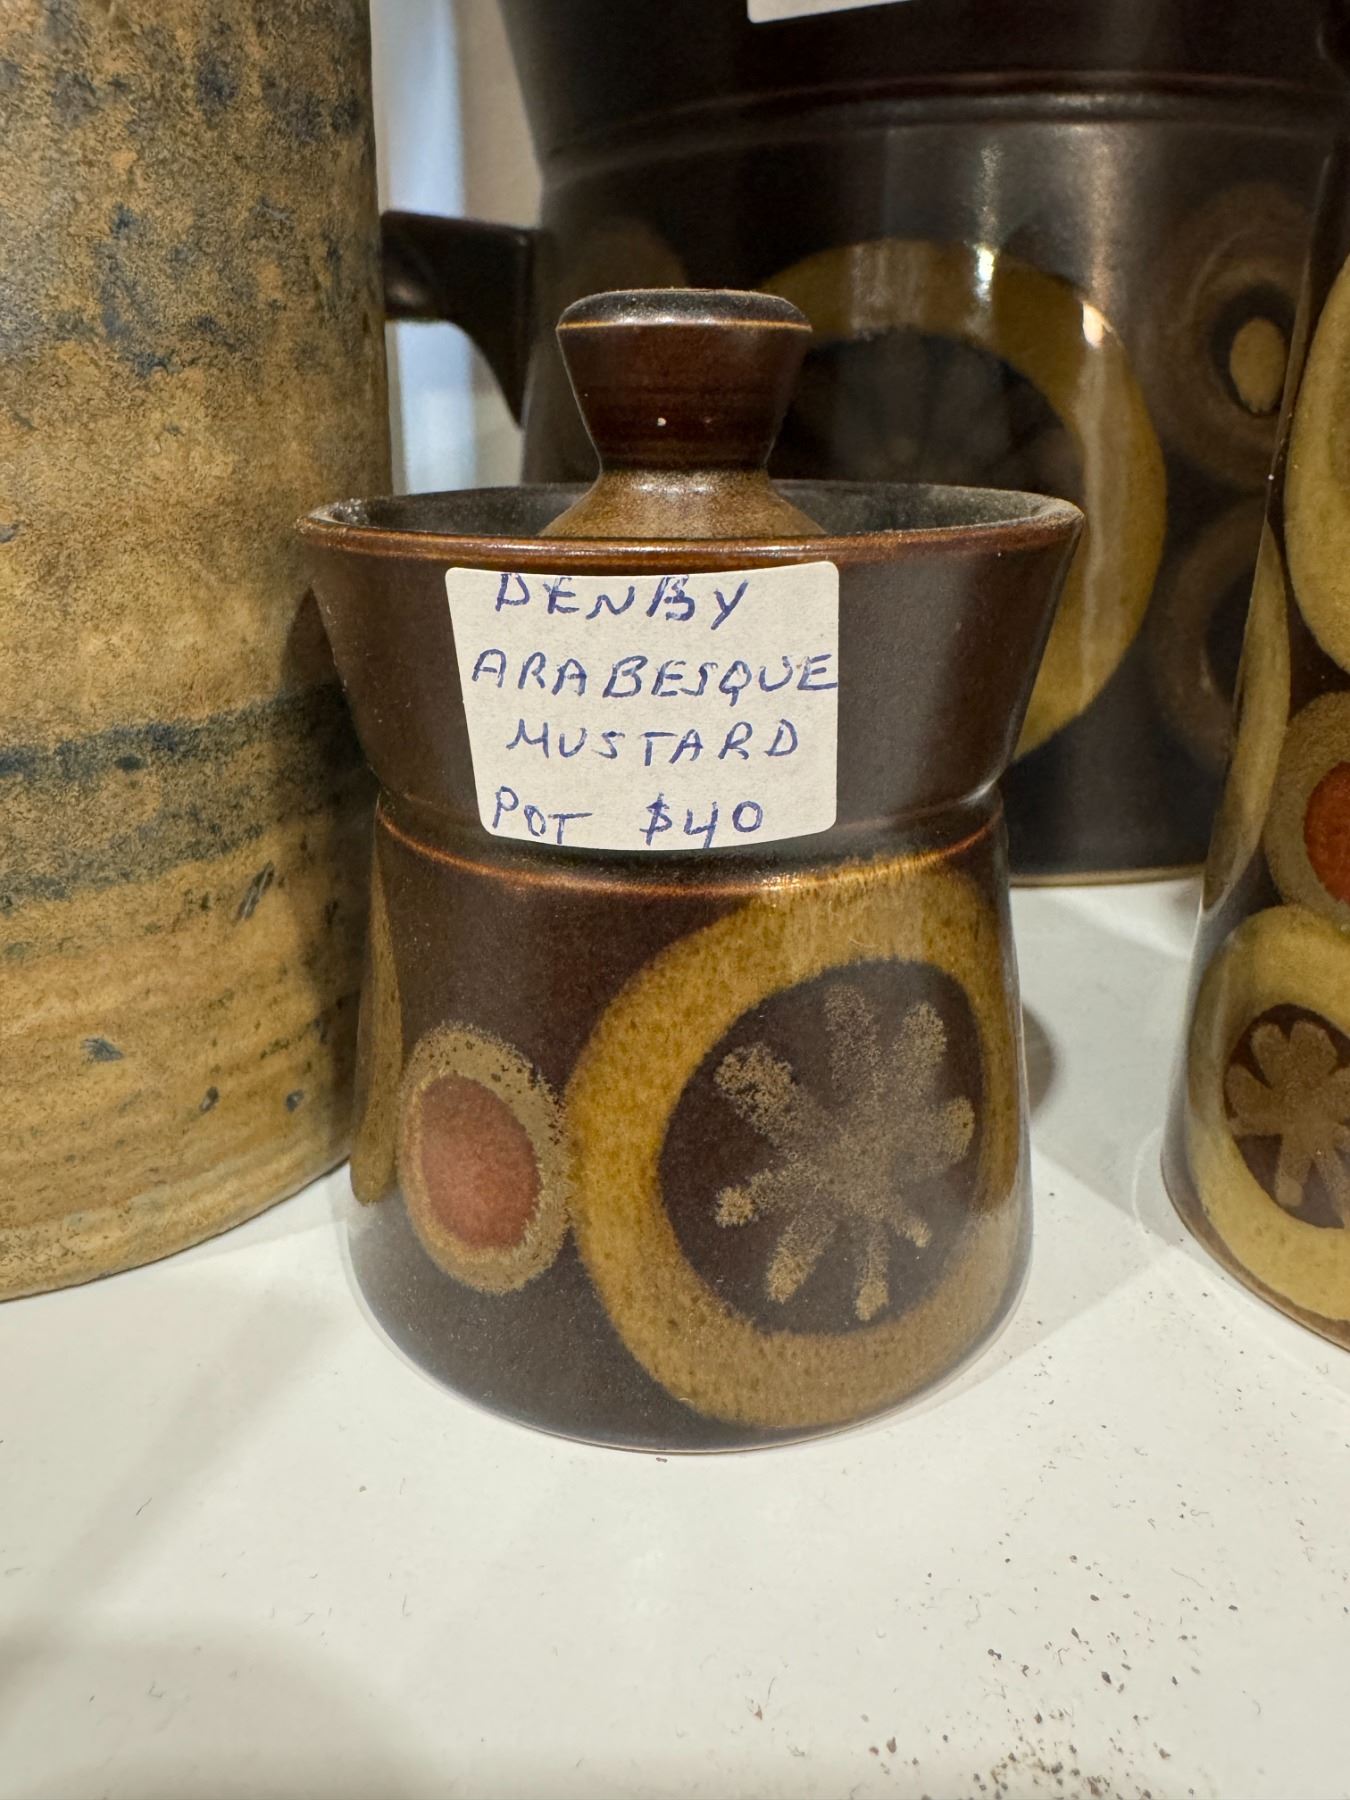 DENBY
ARABESQUE
MUSTARD
POT $40